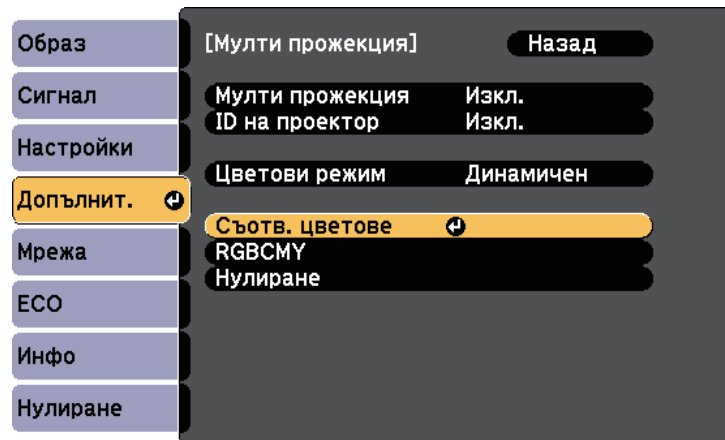 Образ
Сигнал
Настройки
Допълнит.
Мрежа
ECO
Инфо
Нулиране
[Мулти прожекция] Назад
Мулти прожекция Изкл.
ID на проектор Изкл.
Цветови режим Динамичен
Съотв. цветове
RGBCMY
Нулиране